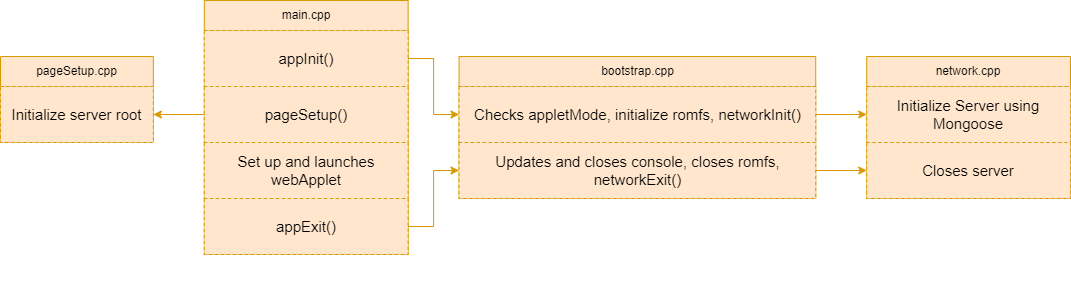 main.cpp
appInit()
pageSetup()
Set up and launches
webApplet
appExit()
pageSetup.cpp
Initialize server root
bootstrap.cpp
Checks appletMode, initialize romfs, networkInit()
Updates and closes console, closes romfs,
networkExit()
network.cpp
Initialize Server using
Mongoose
Closes server